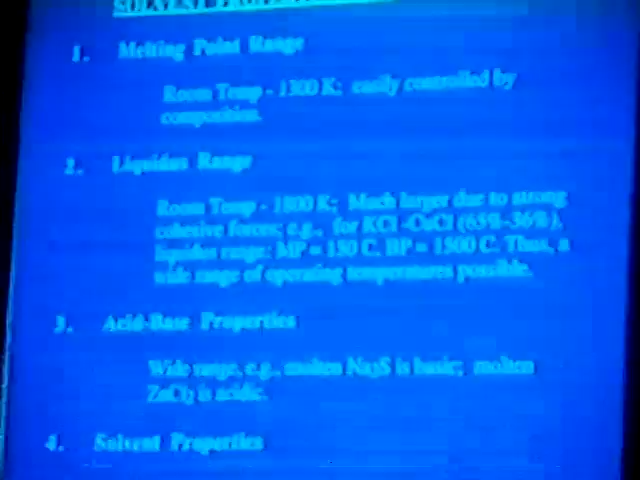 SOLVENT
1. Melting Point Range
Room Temp - 1300 K; easily controlled by
composition.
2. Liquidus Range
Room Temp - 1800 K; Much larger due to strong
cohesive forces; e.g., for KCl -CuCl (65%-36%),
liquidus range: MP = 150 C, BP = 1500 C. Thus, a
wide range of operating temperatures possible.
3. Acid-Base Properties
Wide range, e.g., molten Na₂S is basic; molten
ZnCl₂ is acidic.
4. Solvent Properties